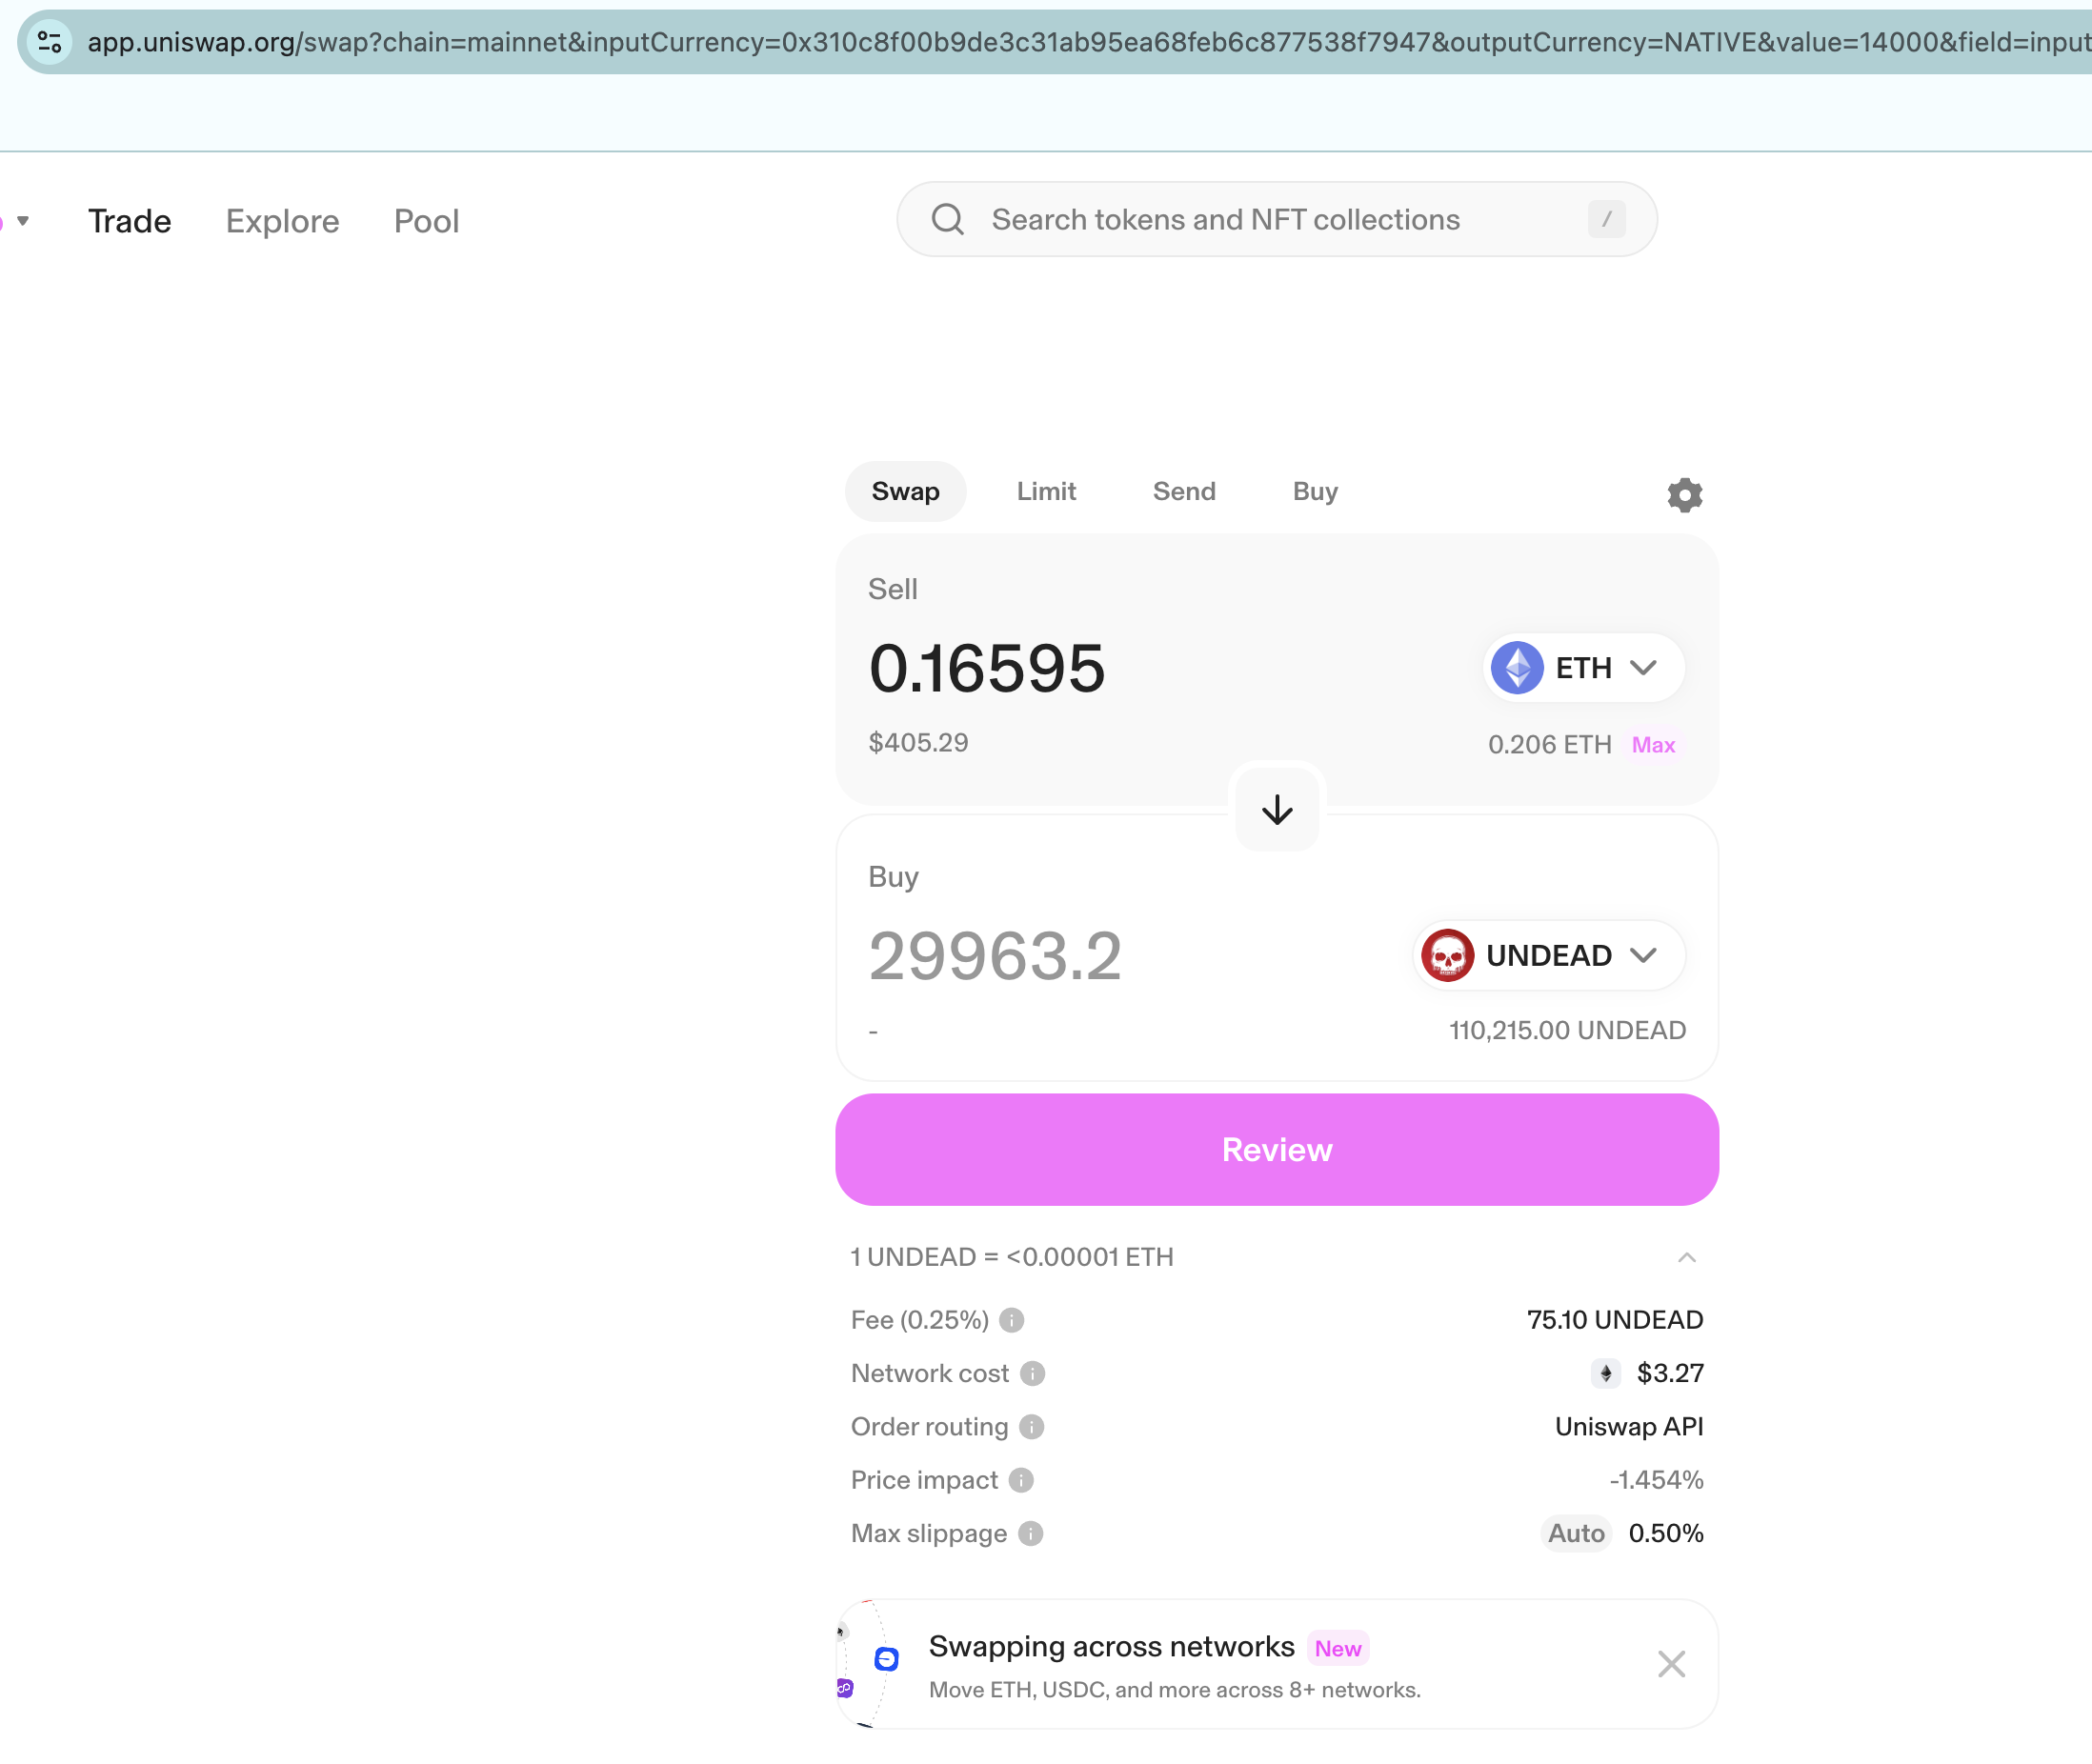 app.uniswap.org/swap?chain=mainnet&inputCurrency=0x310c8f00b9de3c31ab95ea68feb6c877538f7947&outputCurrency=NATIVE&value=14000&field=input
Trade Explore Pool
Search tokens and NFT collections /
Swap Limit Send Buy
Sell
0.16595 ETH
$405.29 0.206 ETH Max
Buy
29963.2 UNDEAD
- 110,215.00 UNDEAD
Review
1 UNDEAD = <0.00001 ETH
Fee (0.25%) 75.10 UNDEAD
Network cost $3.27
Order routing Uniswap API
Price impact -1.454%
Max slippage Auto 0.50%
Swapping across networks New
Move ETH, USDC, and more across 8+ networks.